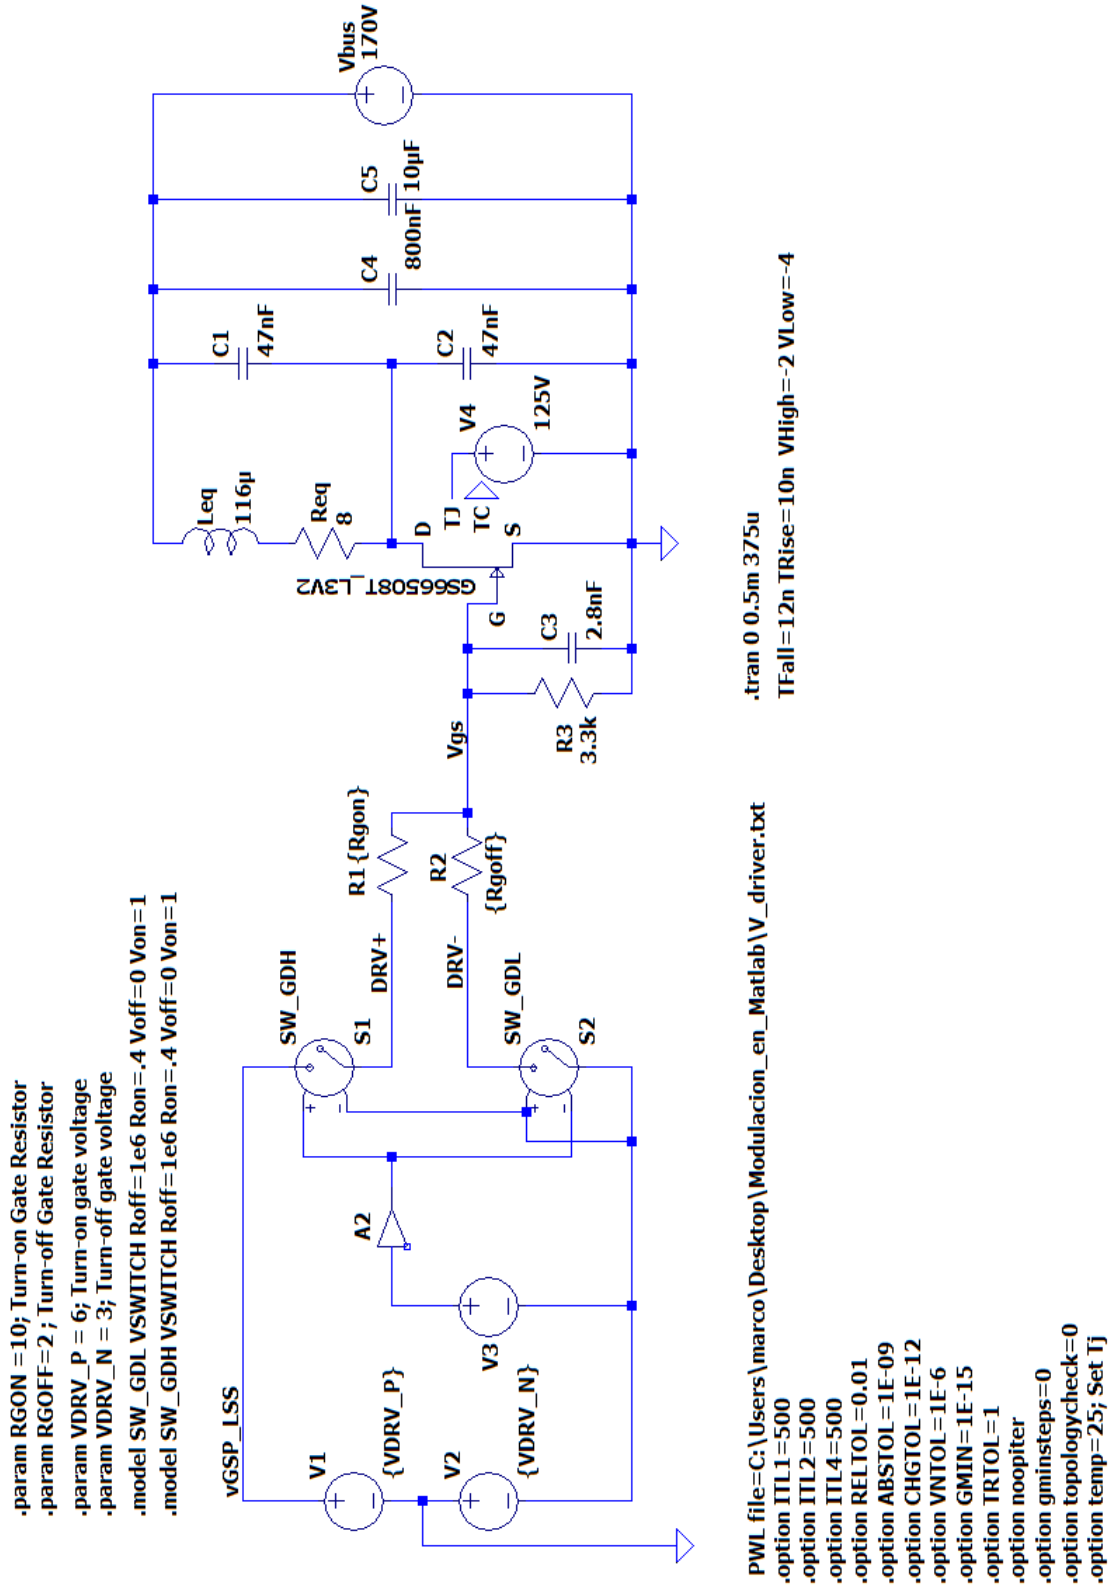 .param RGON =10; Turn-on Gate Resistor
.param RGOFF=2 ; Turn-off Gate Resistor
.param VDRV_P = 6; Turn-on gate voltage
.param VDRV_N = 3; Turn-off gate voltage
.model SW_GDL VSWITCH Roff=1e6 Ron=.4 Voff=0 Von=1
.model SW_GDH VSWITCH Roff=1e6 Ron=.4 Voff=0 Von=1
vGSP_LSS
V1
{VDRV_P}
V2
{VDRV_N}
V3
A2
SW_GDH
S1
SW_GDL
S2
DRV+
DRV-
R1
{Rgon}
R2
{Rgoff}
Vgs
R3
3.3k
C3
2.8nF
G
D
S
TJ
TC
GS66508T_L3V2
Leq
116µ
Req
8
V4
125V
C1
47nF
C2
47nF
C4
800nF
C5
10µF
Vbus
170V
.tran 0 0.5m 375u
TFall=12n TRise=10n VHigh=-2 VLow=-4
PWL file=C:\Users\marco\Desktop\Modulacion_en_Matlab\V_driver.txt
.option ITL1=500
.option ITL2=500
.option ITL4=500
.option RELTOL=0.01
.option ABSTOL=1E-09
.option CHGTOL=1E-12
.option VNTOL=1E-6
.option GMIN=1E-15
.option TRTOL=1
.option noopiter
.option gminsteps=0
.option topologycheck=0
.option temp=25; Set Tj